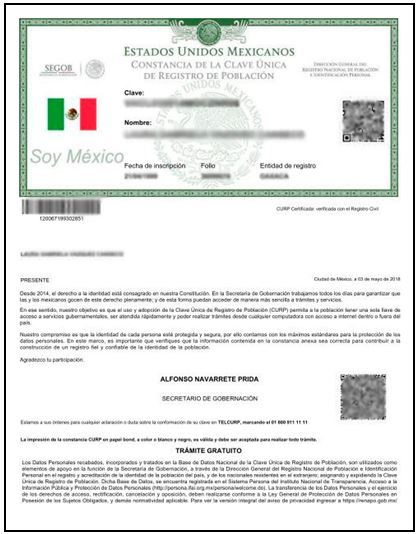 ESTADOS UNIDOS MEXICANOS
CONSTANCIA DE LA CLAVE ÚNICA
DE REGISTRO DE POBLACIÓN
SEGOB
DIRECCIÓN GENERAL DEL
REGISTRO NACIONAL DE POBLACIÓN
E IDENTIFICACIÓN PERSONAL
Clave:
Nombre:
Soy México
Fecha de inscripción Folio Entidad de registro
120067199302651
CURP Certificada: verificada con el Registro Civil
Ciudad de México, a 03 de mayo de 2018
PRESENTE
Desde 2014, el derecho a la identidad está consagrado en nuestra Constitución. En la Secretaría de Gobernación trabajamos todos los días para garantizar que
las y los mexicanos gocen de este derecho plenamente; y de esta forma puedan acceder de manera más sencilla a trámites y servicios.
En ese sentido, nuestro objetivo es que el uso y adopción de la Clave Única de Registro de Población (CURP) permita a la población tener una sola llave de
acceso a servicios gubernamentales, ser atendida rápidamente y poder realizar trámites desde cualquier computadora con acceso a internet dentro o fuera del
país.
Nuestro compromiso es que la identidad de cada persona está protegida y segura, por ello contamos con los máximos estándares para la protección de los
datos personales. En este marco, es importante que verifiques que la información contenida en la constancia anexa sea correcta para contribuir a la
construcción de un registro fiel y confiable de la identidad de la población.
Agradezco tu participación.
ALFONSO NAVARRETE PRIDA
SECRETARIO DE GOBERNACIÓN
Estamos a sus órdenes para cualquier aclaración o duda sobre la conformación de su clave en TELCURP, marcando el 01 800 911 11 11
La impresión de la constancia CURP en papel bond, a color o blanco y negro, es válida y debe ser aceptada para realizar todo trámite.
TRÁMITE GRATUITO
Los Datos Personales recabados, incorporados y tratados en la Base de Datos Nacional de la Clave Única de Registro de Población, son utilizados como
elementos de apoyo en la función de la Secretaría de Gobernación, a través de la Dirección General del Registro Nacional de Población e Identificación
Personal en el registro y acreditación de la identidad de la población del país, y de los nacionales residentes en el extranjero; asignando y expidiendo la Clave
Única de Registro de Población. Dicha Base de Datos, se encuentra registrada en el Sistema Persona del Instituto Nacional de Transparencia, Acceso a la
Información Pública y Protección de Datos Personales (http://persona.ifai.org.mx/persona/welcome.do). La transferencia de los Datos Personales y el ejercicio
de los derechos de acceso, rectificación, cancelación y oposición, deben realizarse conforme a la Ley General de Protección de Datos Personales en
Posesión de los Sujetos Obligados, y demás normatividad aplicable. Para ver la versión integral del aviso de privacidad ingresar a https://renapo.gob.mx/